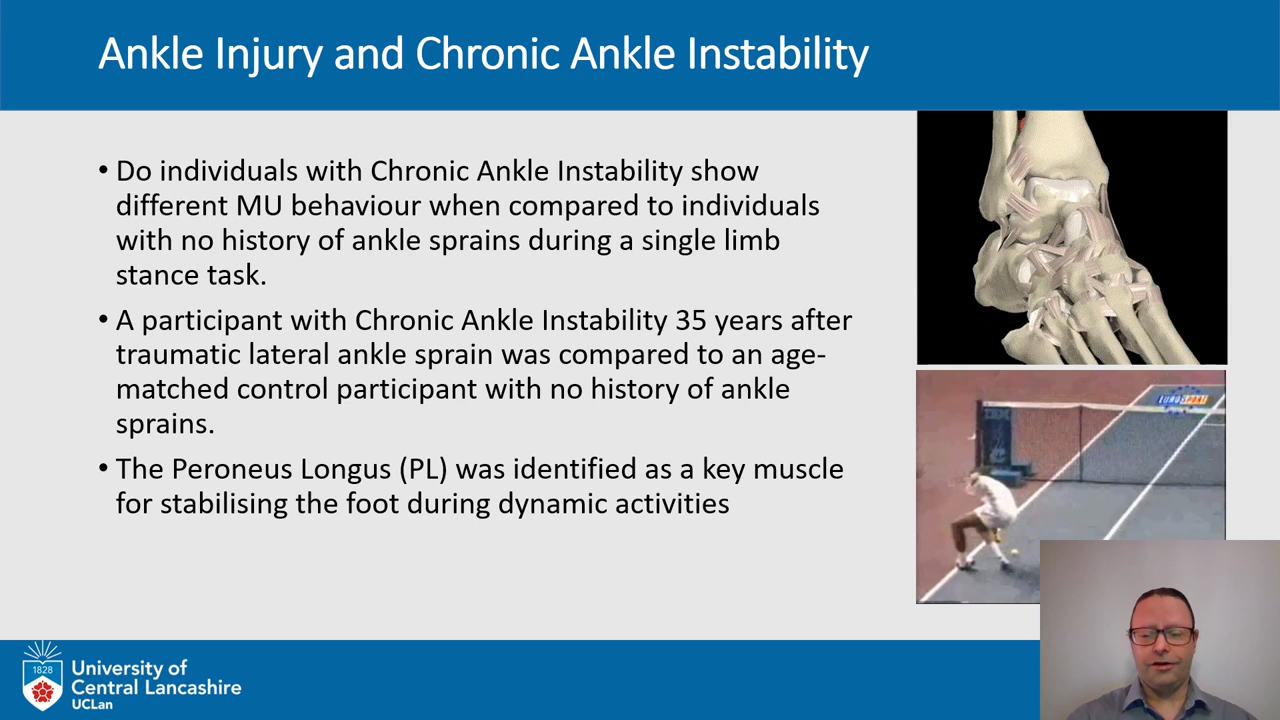 Ankle Injury and Chronic Ankle Instability
• Do individuals with Chronic Ankle Instability show
different MU behaviour when compared to individuals
with no history of ankle sprains during a single limb
stance task.
• A participant with Chronic Ankle Instability 35 years after
traumatic lateral ankle sprain was compared to an age-
matched control participant with no history of ankle
sprains.
• The Peroneus Longus (PL) was identified as a key muscle
for stabilising the foot during dynamic activities
EUROSPORT
IBM
1828
University of
Central Lancashire
UCLan